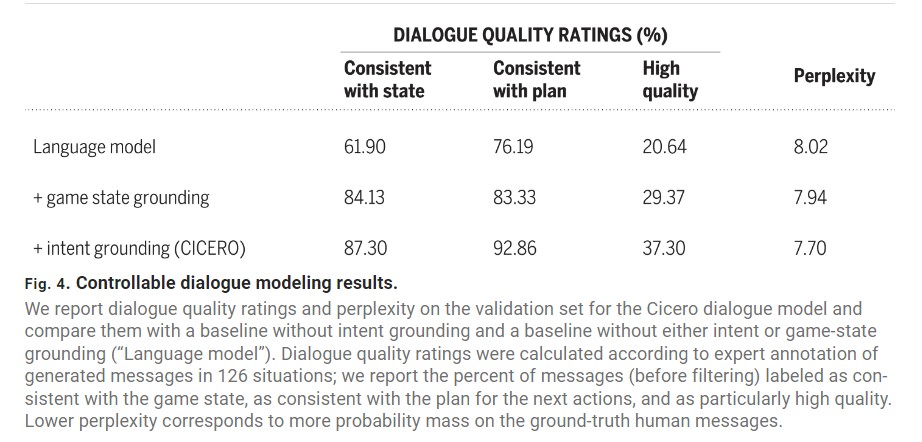 DIALOGUE QUALITY RATINGS (%)
Consistent with state Consistent with plan High quality Perplexity
Language model 61.90 76.19 20.64 8.02
+ game state grounding 84.13 83.33 29.37 7.94
+ intent grounding (CICERO) 87.30 92.86 37.30 7.70
Fig. 4. Controllable dialogue modeling results.
We report dialogue quality ratings and perplexity on the validation set for the Cicero dialogue model and
compare them with a baseline without intent grounding and a baseline without either intent or game-state
grounding (“Language model”). Dialogue quality ratings were calculated according to expert annotation of
generated messages in 126 situations; we report the percent of messages (before filtering) labeled as con-
sistent with the game state, as consistent with the plan for the next actions, and as particularly high quality.
Lower perplexity corresponds to more probability mass on the ground-truth human messages.